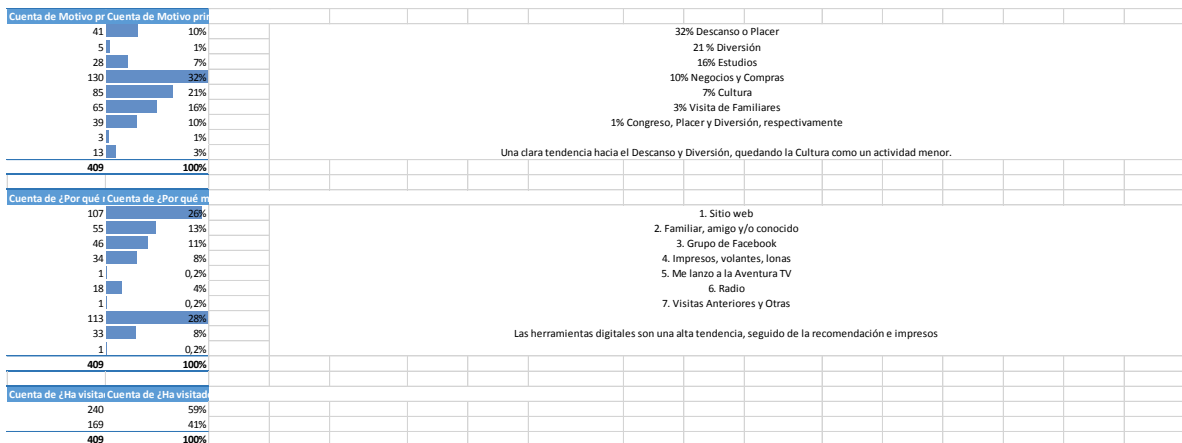 Cuenta de Motivo pr Cuenta de Motivo prin
41 10% 32% Descanso o Placer
5 1% 21 % Diversión
28 7% 16% Estudios
130 32% 10% Negocios y Compras
85 21% 7% Cultura
65 16% 3% Visita de Familiares
39 10% 1% Congreso, Placer y Diversión, respectivamente
3 1%
13 3% Una clara tendencia hacia el Descanso y Diversión, quedando la Cultura como un actividad menor.
409 100%
Cuenta de ¿Por qué Cuenta de ¿Por qué m
107 26% 1. Sitio web
55 13% 2. Familiar, amigo y/o conocido
46 11% 3. Grupo de Facebook
34 8% 4. Impresos, volantes, lonas
1 0,2% 5. Me lanzo a la Aventura TV
18 4% 6. Radio
1 0,2% 7. Visitas Anteriores y Otras
113 28%
33 8% Las herramientas digitales son una alta tendencia, seguido de la recomendación e impresos
1 0,2%
409 100%
Cuenta de ¿Ha visita Cuenta de ¿Ha visitado
240 59%
169 41%
409 100%